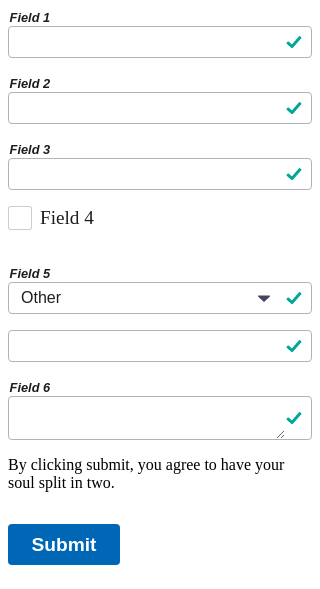 Field 1
Field 2
Field 3
Field 4
Field 5
Other
Field 6
By clicking submit, you agree to have your
soul split in two.
Submit